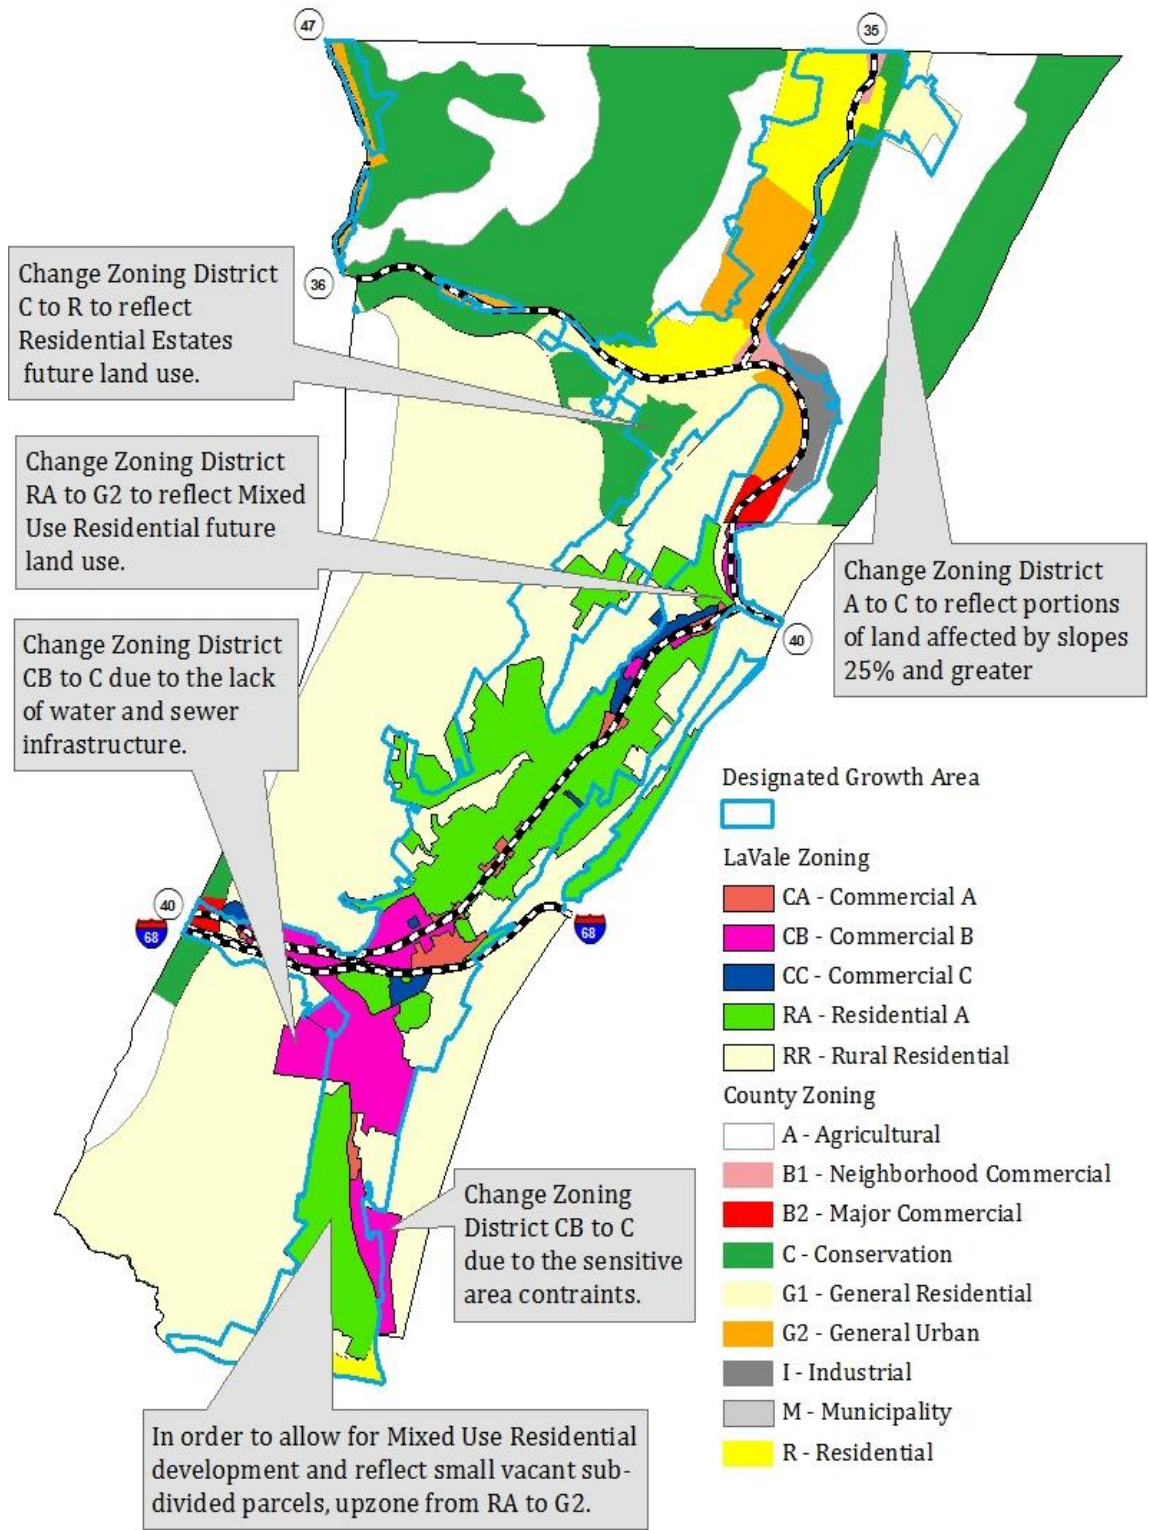 47
35
Change Zoning District
C to R to reflect
Residential Estates
future land use.
36
Change Zoning District
RA to G2 to reflect Mixed
Use Residential future
land use.
Change Zoning District
A to C to reflect portions
of land affected by slopes
25% and greater
40
Change Zoning District
CB to C due to the lack
of water and sewer
infrastructure.
40
68
68
Designated Growth Area
LaVale Zoning
CA - Commercial A
CB - Commercial B
CC - Commercial C
RA - Residential A
RR - Rural Residential
County Zoning
A - Agricultural
B1 - Neighborhood Commercial
B2 - Major Commercial
C - Conservation
G1 - General Residential
G2 - General Urban
I - Industrial
M - Municipality
R - Residential
Change Zoning
District CB to C
due to the sensitive
area contraints.
In order to allow for Mixed Use Residential
development and reflect small vacant sub-
divided parcels, upzone from RA to G2.